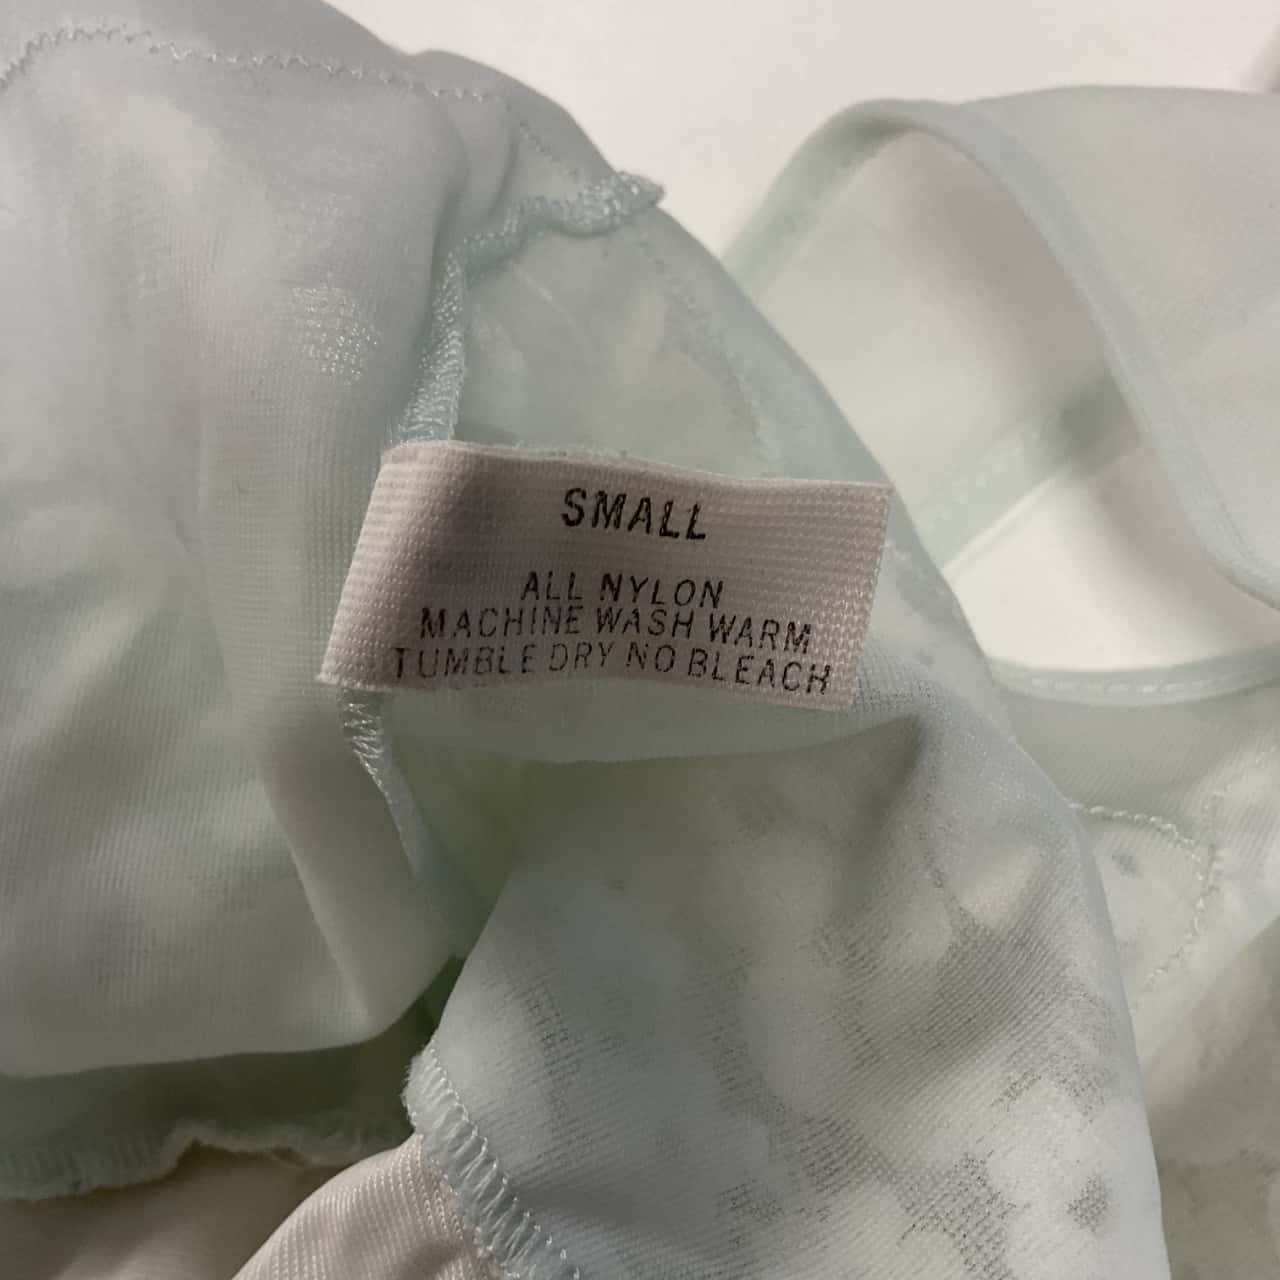 SMALL
ALL NYLON
MACHINE WASH WARM
TUMBLE DRY NO BLEACH